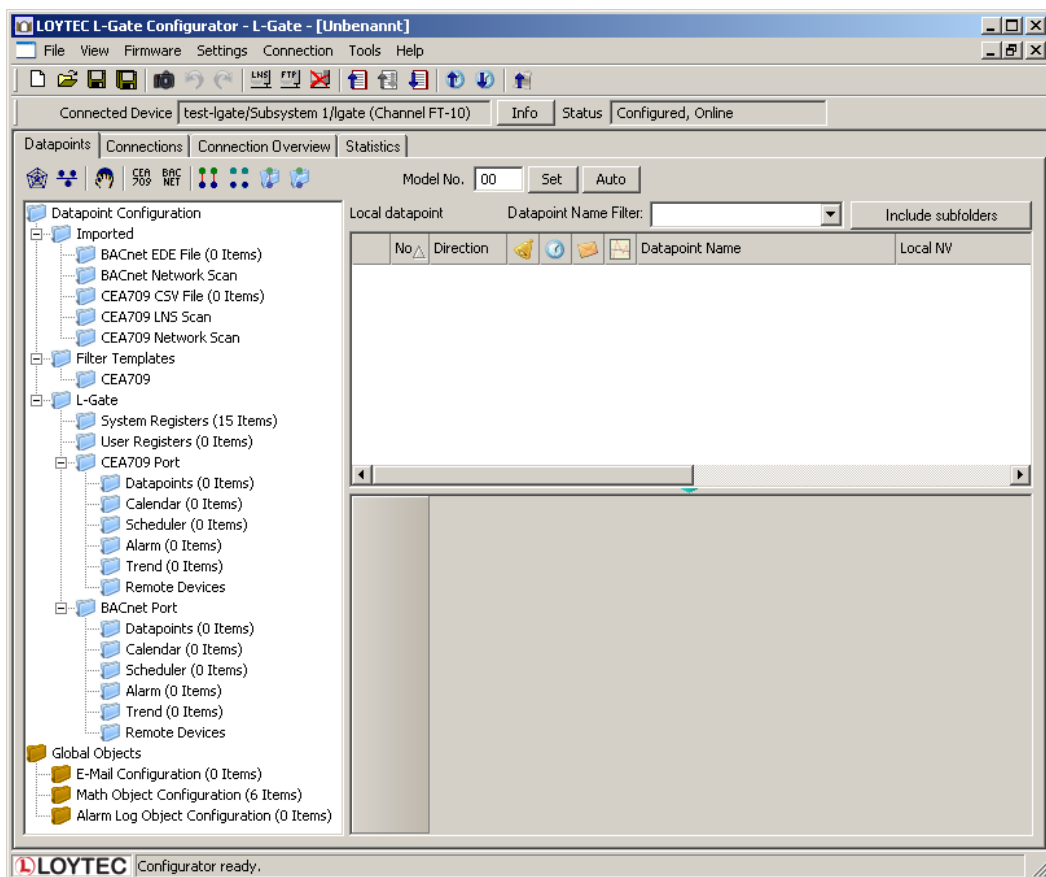 LOYTEC L-Gate Configurator - L-Gate - [Unbenannt]
File View Firmware Settings Connection Tools Help
LNS FTP
Connected Device test-lgate/Subsystem 1/lgate (Channel FT-10) Info Status Configured, Online
Datapoints Connections Connection Overview Statistics
CEA 709 BAC NET Model No. 00 Set Auto
Datapoint Configuration
Imported
BACnet EDE File (0 Items)
BACnet Network Scan
CEA709 CSV File (0 Items)
CEA709 LNS Scan
CEA709 Network Scan
Filter Templates
CEA709
L-Gate
System Registers (15 Items)
User Registers (0 Items)
CEA709 Port
Datapoints (0 Items)
Calendar (0 Items)
Scheduler (0 Items)
Alarm (0 Items)
Trend (0 Items)
Remote Devices
BACnet Port
Datapoints (0 Items)
Calendar (0 Items)
Scheduler (0 Items)
Alarm (0 Items)
Trend (0 Items)
Remote Devices
Global Objects
E-Mail Configuration (0 Items)
Math Object Configuration (6 Items)
Alarm Log Object Configuration (0 Items)
Local datapoint Datapoint Name Filter: Include subfolders
No Direction Datapoint Name Local NV
LOYTEC Configurator ready.